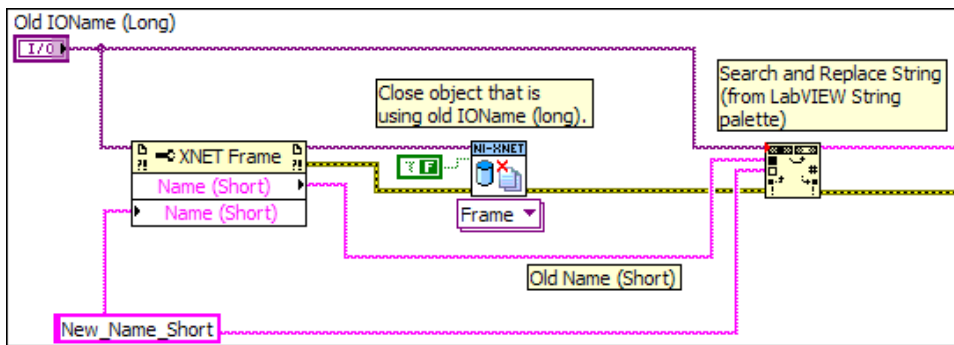 Old IOName (Long)
I/O
Close object that is
using old IOName (long).
Search and Replace String
(from LabVIEW String
palette)
XNET Frame
Name (Short)
Name (Short)
?
F
NI-XNET
Frame
Old Name (Short)
New_Name_Short